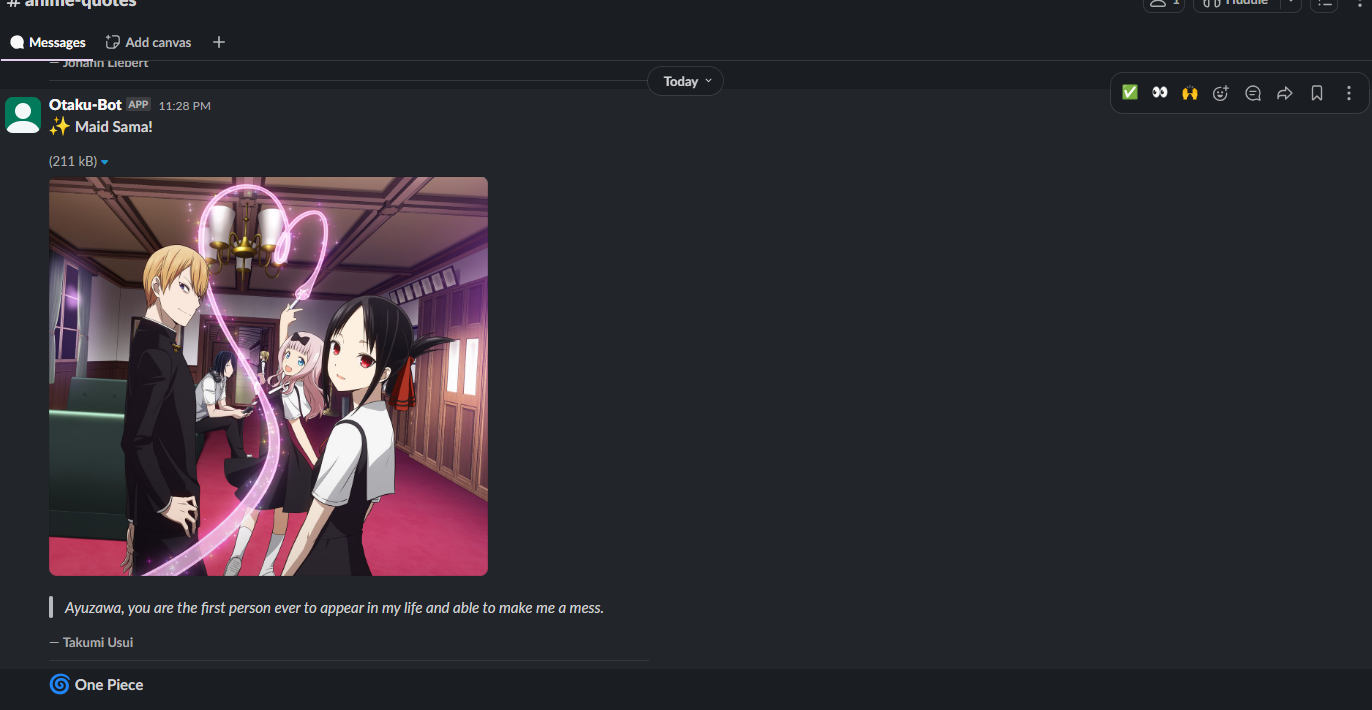 # anime-quotes
1 Huddle
Messages Add canvas +
— Johann Liebert
Today
Otaku-Bot APP 11:28 PM
✨ Maid Sama!
(211 kB)
Ayuzawa, you are the first person ever to appear in my life and able to make me a mess.
— Takumi Usui
🌀 One Piece